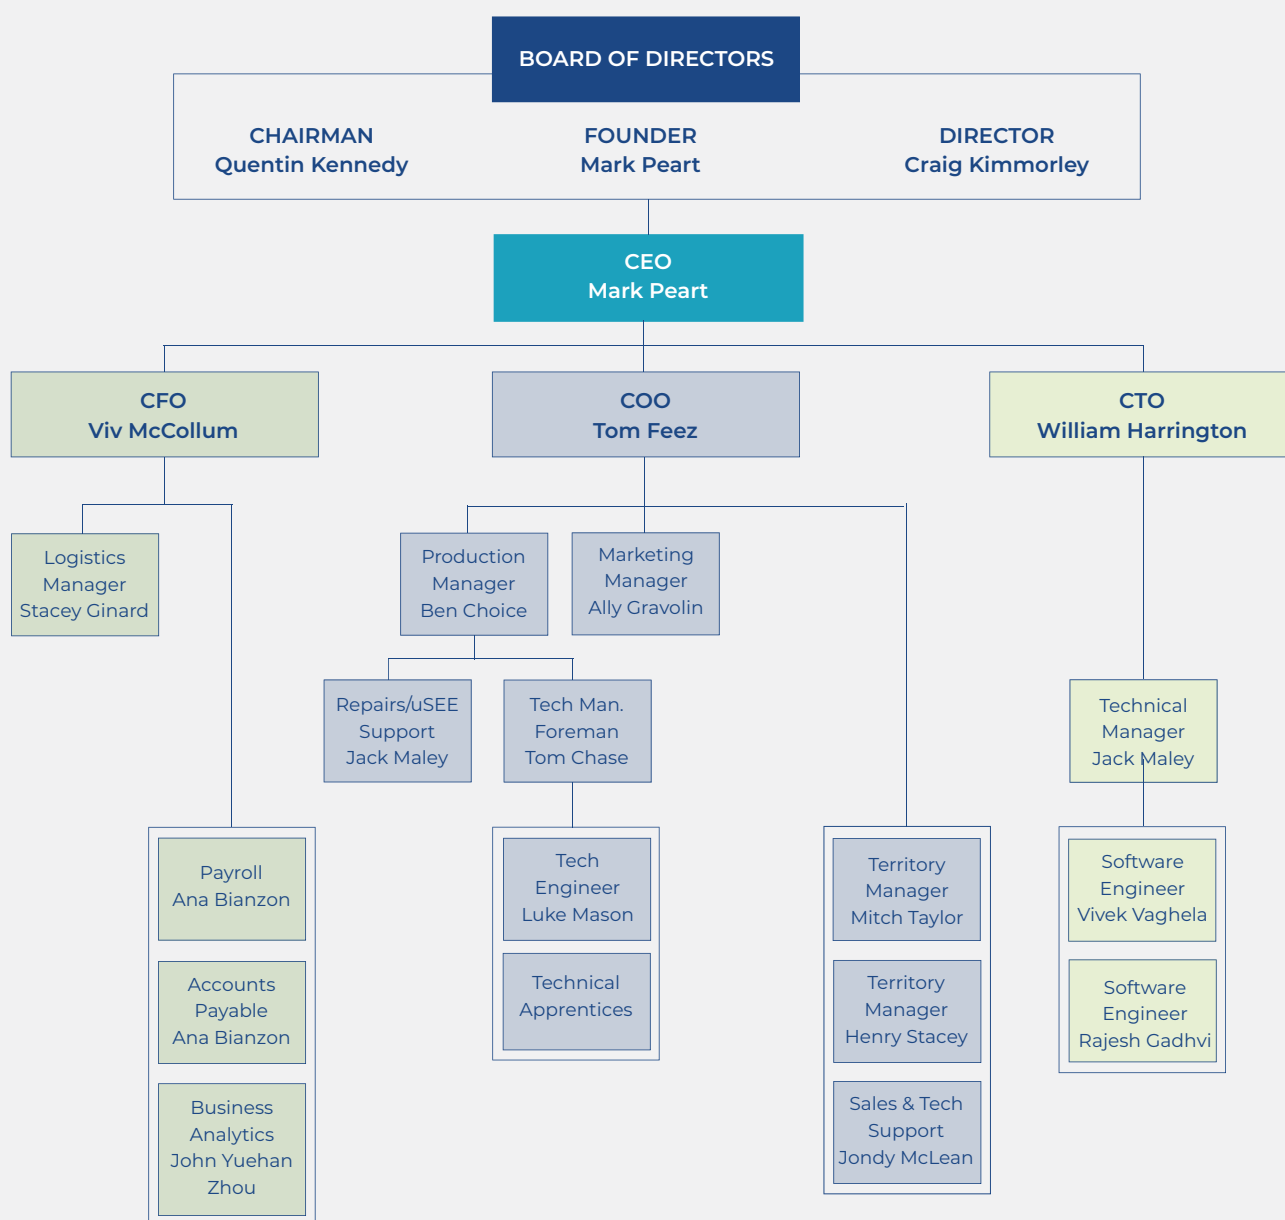 BOARD OF DIRECTORS
CHAIRMAN
Quentin Kennedy
FOUNDER
Mark Peart
DIRECTOR
Craig Kimmorley
CEO
Mark Peart
CFO
Viv McCollum
COO
Tom Feez
CTO
William Harrington
Logistics
Manager
Stacey Ginard
Production
Manager
Ben Choice
Marketing
Manager
Ally Gravolin
Repairs/uSEE
Support
Jack Maley
Tech Man.
Foreman
Tom Chase
Technical
Manager
Jack Maley
Payroll
Ana Bianzon
Accounts
Payable
Ana Bianzon
Business
Analytics
John Yuehan
Zhou
Tech
Engineer
Luke Mason
Technical
Apprentices
Territory
Manager
Mitch Taylor
Territory
Manager
Henry Stacey
Sales & Tech
Support
Jondy McLean
Software
Engineer
Vivek Vaghela
Software
Engineer
Rajesh Gadhvi